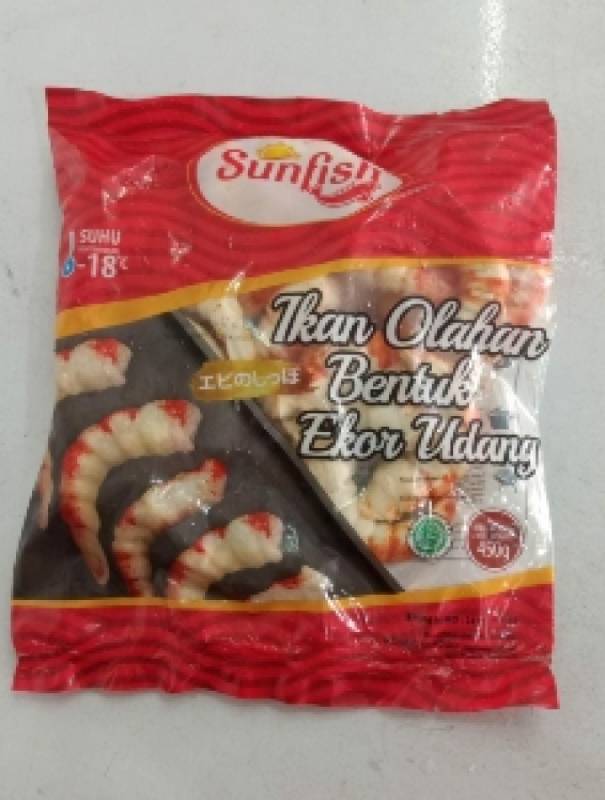 Sunfish
SUHU
-18°C
Ikan Olahan
Bentuk
エビのしっぽ
Ekor Udang
450g